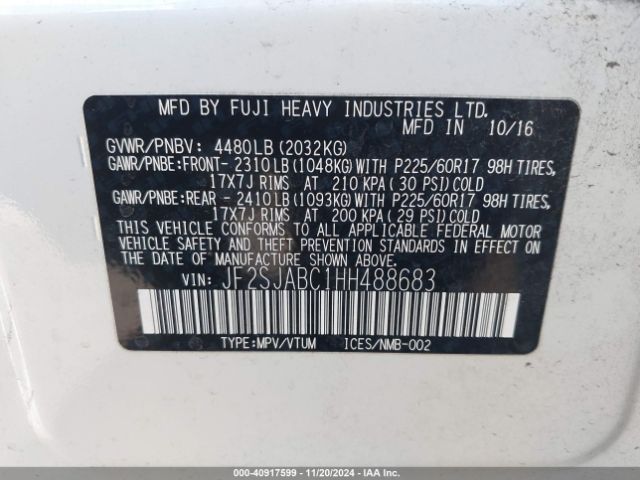 MFD BY FUJI HEAVY INDUSTRIES LTD.
MFD IN 10/16
GVWR/PNBV: 4480LB (2032KG)
GAWR/PNBE:FRONT- 2310 LB (1048KG) WITH P225/60R17 98H TIRES,
17X7J RIMS AT 210 KPA (30 PSI) COLD
GAWR/PNBE:REAR - 2410 LB (1093KG) WITH P225/60R17 98H TIRES,
17X7J RIMS AT 200 KPA (29 PSI) COLD
THIS VEHICLE CONFORMS TO ALL APPLICABLE FEDERAL MOTOR
VEHICLE SAFETY AND THEFT PREVENTION STANDARDS IN EFFECT ON
THE DATE OF MANUFACTURE SHOWN ABOVE.
VIN: JF2SJABC1HH488683
TYPE:MPV/VTUM ICES/NMB-002
000-40917599 - 11/20/2024 - IAA Holdings, LLC